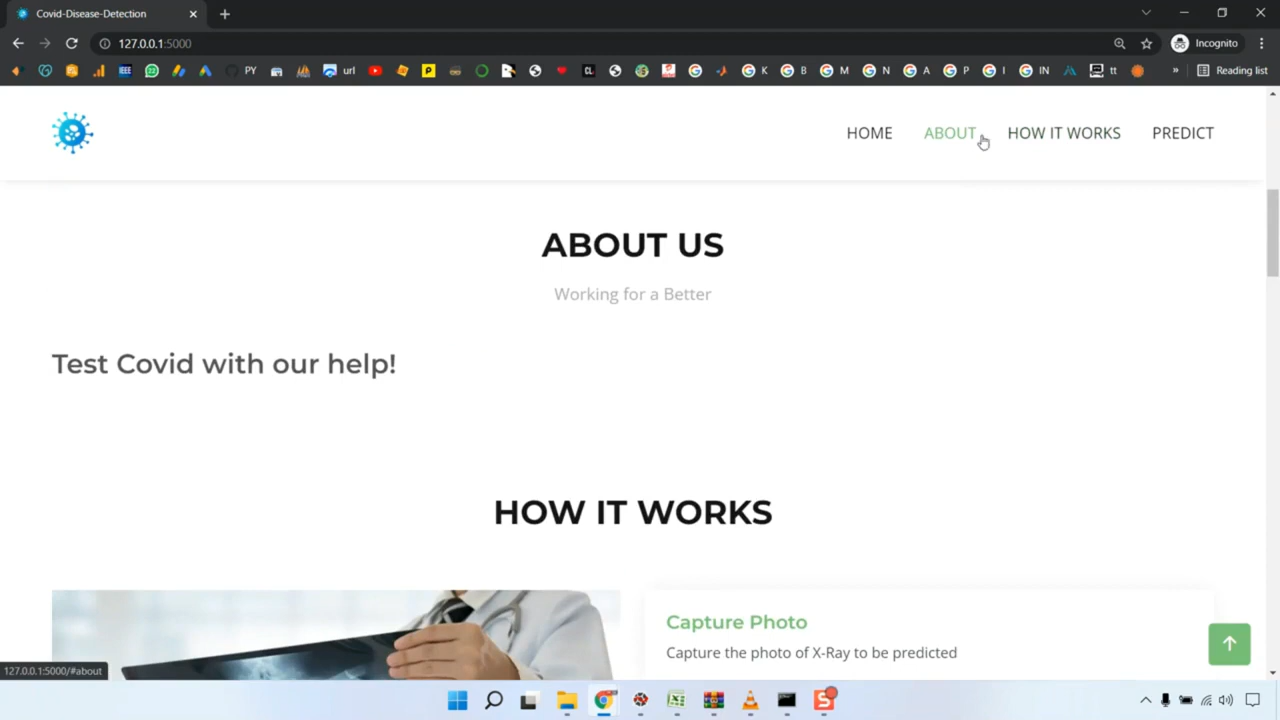 Covid-Disease-Detection
127.0.0.1:5000
Incognito
PY
url
K
B
M
N
A
P
I
IN
tt
Reading list
HOME
ABOUT
HOW IT WORKS
PREDICT
ABOUT US
Working for a Better
Test Covid with our help!
HOW IT WORKS
Capture Photo
Capture the photo of X-Ray to be predicted
127.0.0.1:5000/#about